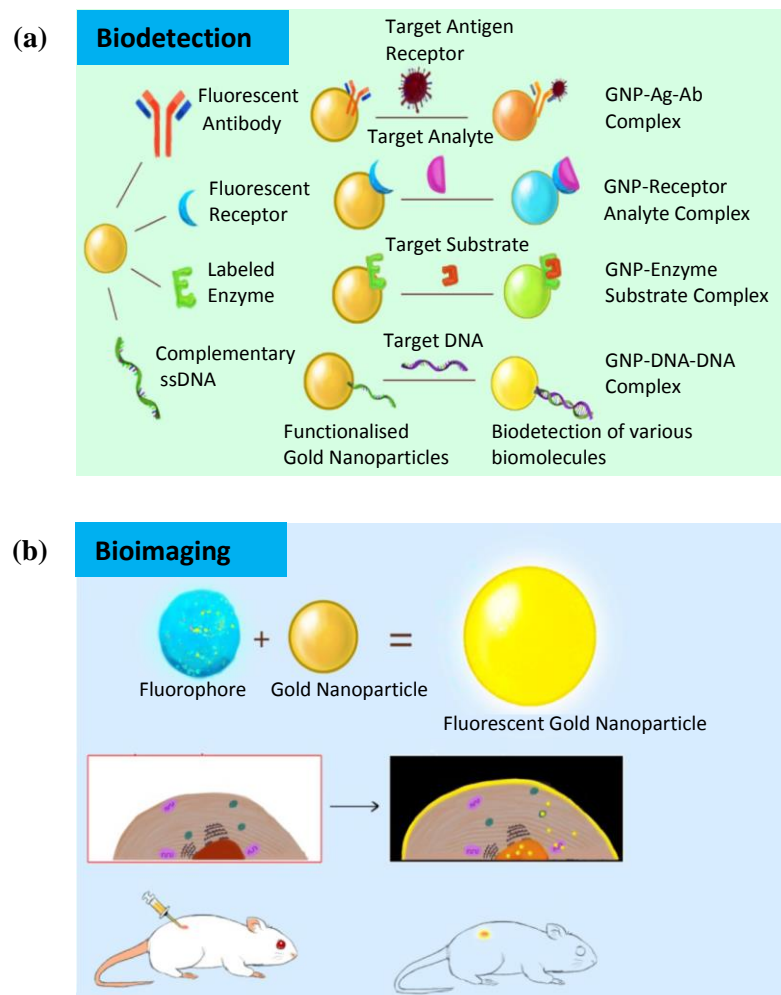 (a)
Biodetection
Target Antigen
Receptor
Fluorescent
Antibody
Target Analyte
GNP-Ag-Ab
Complex
Fluorescent
Receptor
GNP-Receptor
Analyte Complex
Labeled
Enzyme
Target Substrate
GNP-Enzyme
Substrate Complex
Complementary
ssDNA
Target DNA
GNP-DNA-DNA
Complex
Functionalised
Gold Nanoparticles
Biodetection of various
biomolecules
(b)
Bioimaging
+
=
Fluorophore
Gold Nanoparticle
Fluorescent Gold Nanoparticle